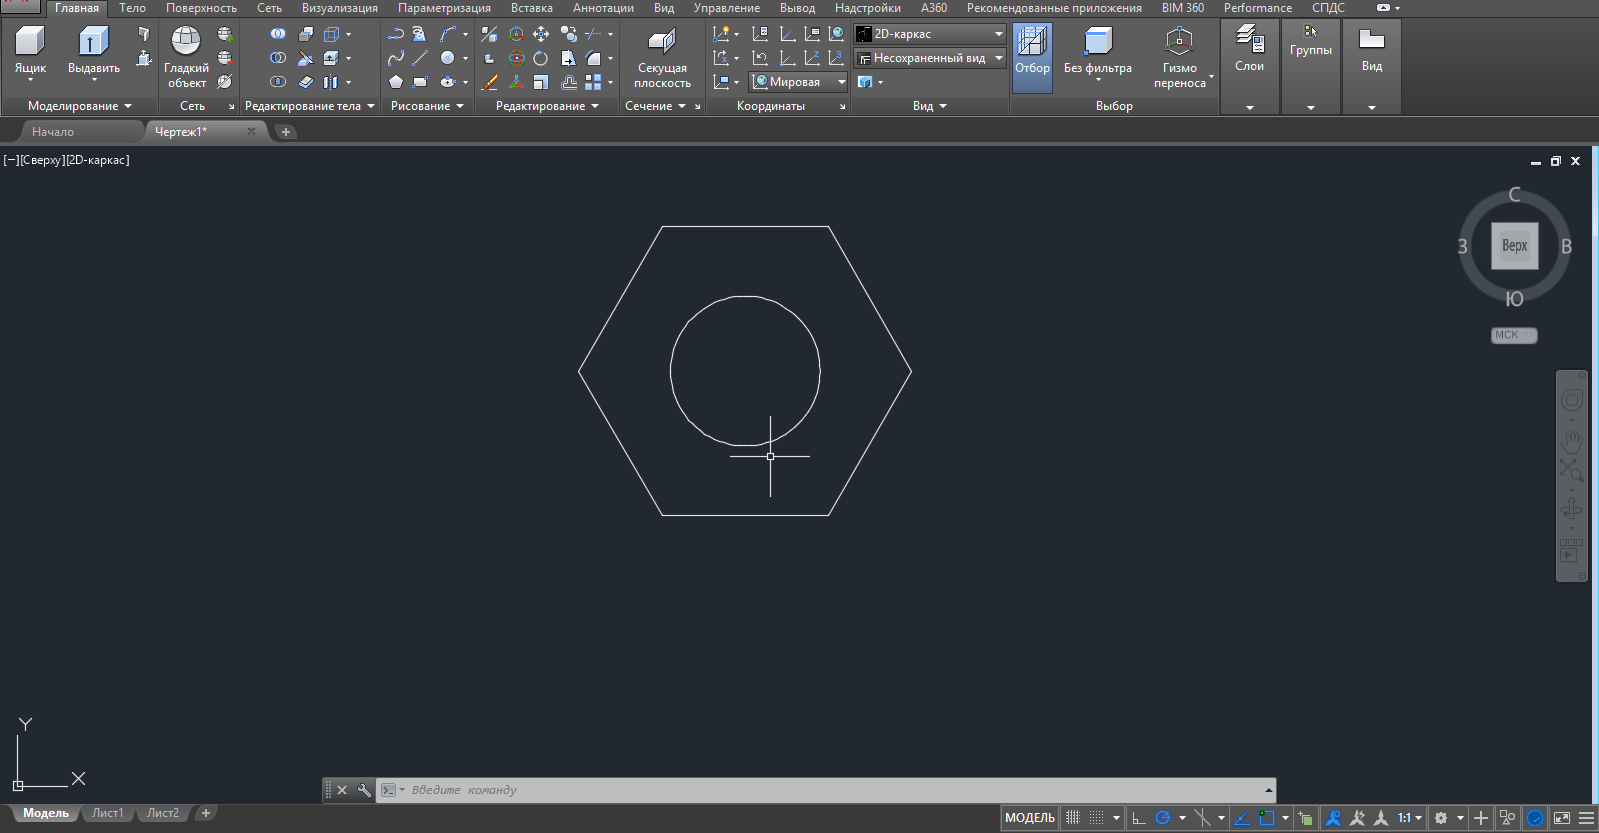 Главная Тело Поверхность Сеть Визуализация Параметризация Вставка Аннотации Вид Управление Вывод Надстройки A360 Рекомендованные приложения BIM 360 Performance СПДС
2D-каркас
Несохраненный вид
Мировая
Ящик Выдавить Гладкий объект Секущая плоскость Отбор Без фильтра Гизмо переноса Слои Группы Вид
Моделирование Сеть Редактирование тела Рисование Редактирование Сечение Координаты Вид Выбор
Начало Чертеж1*
[−][Сверху][2D-каркас]
С
З Верх В
Ю
МСК
Y
X
Введите команду
Модель Лист1 Лист2 МОДЕЛЬ 1:1